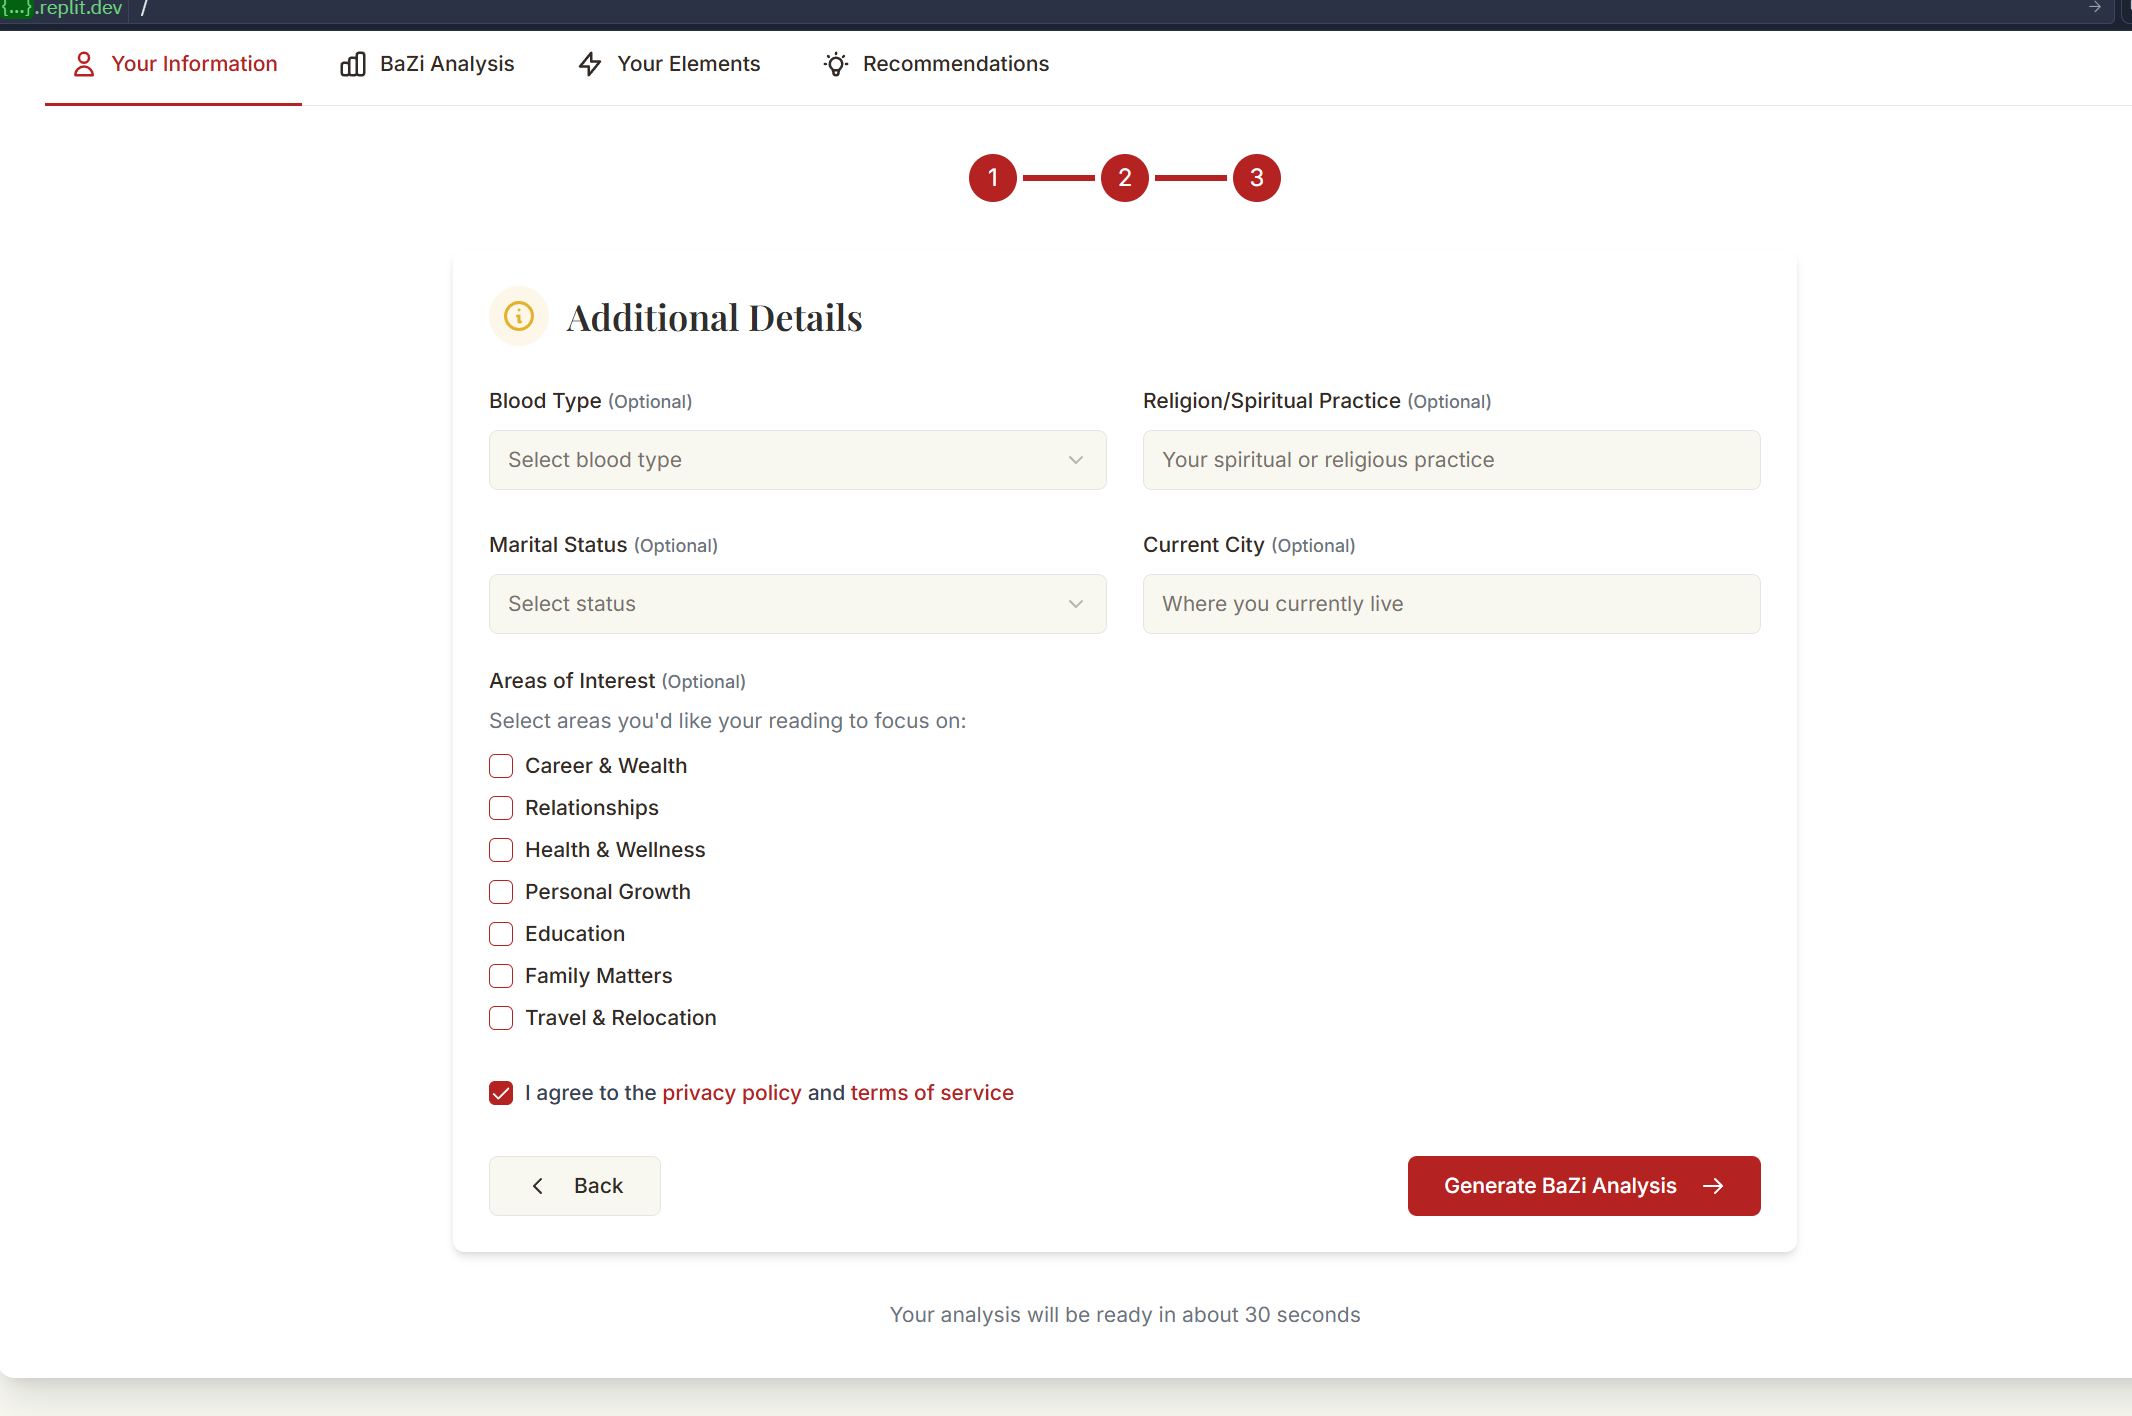 {...}.replit.dev /
Your Information BaZi Analysis Your Elements Recommendations
1 2 3
Additional Details
Blood Type (Optional)
Select blood type
Religion/Spiritual Practice (Optional)
Your spiritual or religious practice
Marital Status (Optional)
Select status
Current City (Optional)
Where you currently live
Areas of Interest (Optional)
Select areas you'd like your reading to focus on:
Career & Wealth
Relationships
Health & Wellness
Personal Growth
Education
Family Matters
Travel & Relocation
I agree to the privacy policy and terms of service
Back
Generate BaZi Analysis
Your analysis will be ready in about 30 seconds